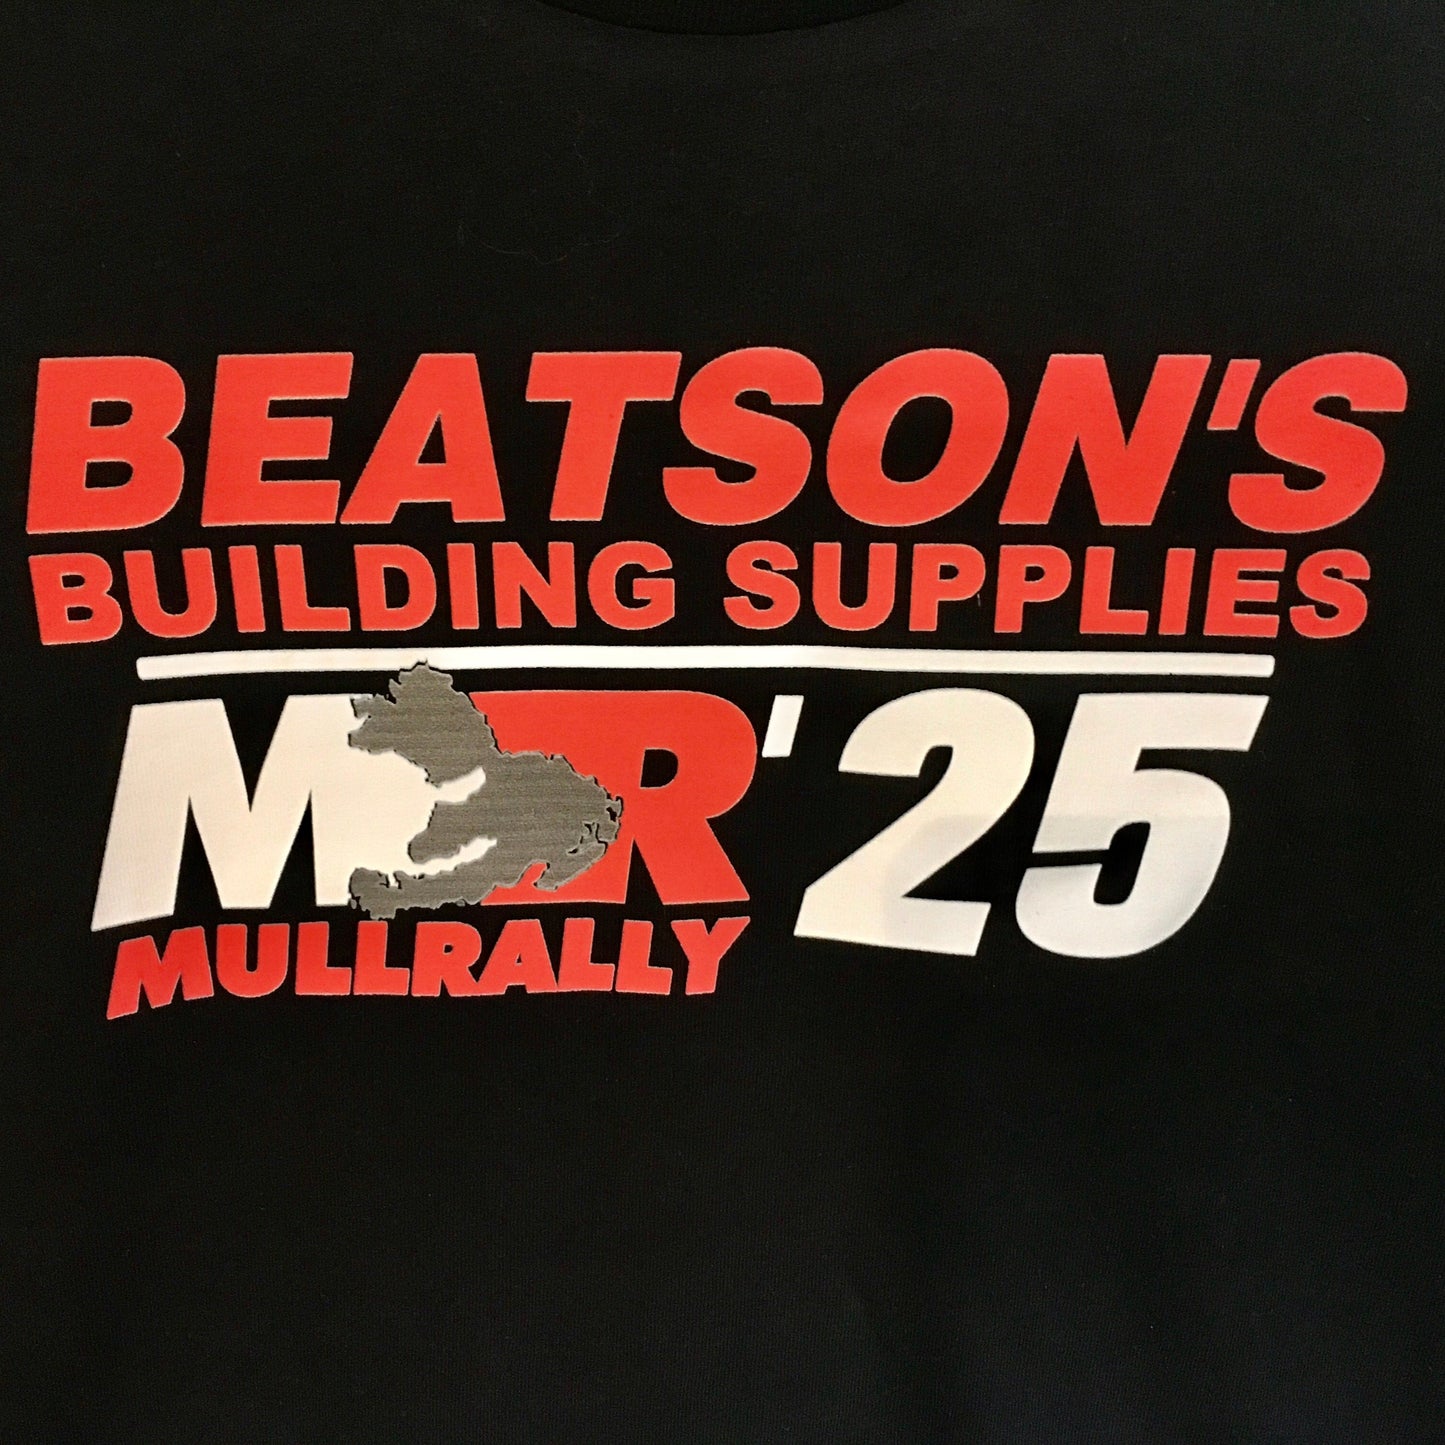 BEATSON'S
BUILDING SUPPLIES
MR '25
MULLRALLY